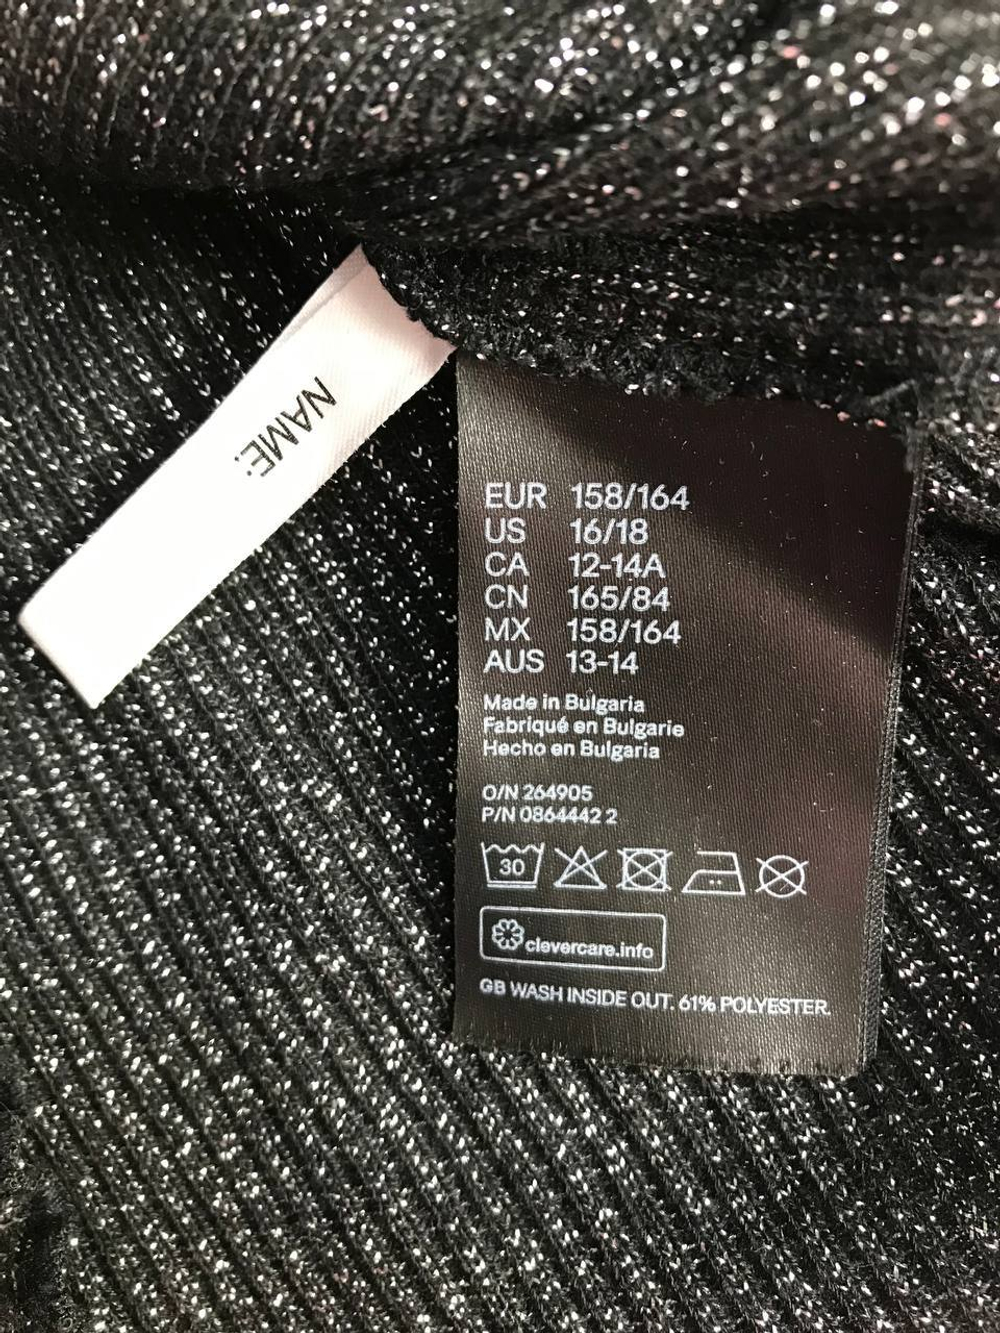 NAME:
EUR 158/164
US 16/18
CA 12-14A
CN 165/84
MX 158/164
AUS 13-14
Made in Bulgaria
Fabriqué en Bulgarie
Hecho en Bulgaria
O/N 264905
P/N 0864442 2
30
clevercare.info
GB WASH INSIDE OUT. 61% POLYESTER.